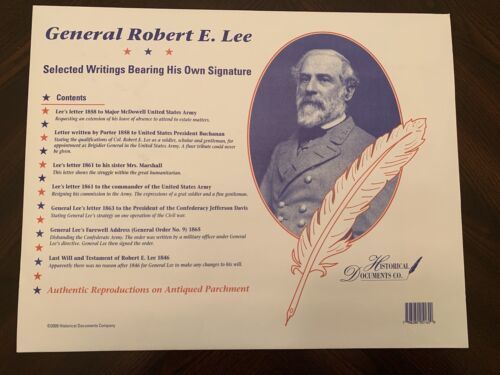 General Robert E. Lee
Selected Writings Bearing His Own Signature
Contents
Lee's letter 1858 to Major McDowell United States Army
Requesting an extension of his leave of absence to attend to estate matters.
Letter written by Porter 1848 to United States President Buchanan
Stating the qualifications of Col. Robert E. Lee as a soldier, scholar and gentleman, for
appointment as Brigadier General in the United States Army. A finer tribute could never
be given.
Lee's letter 1861 to his sister Mrs. Marshall
This letter shows the struggle within the great humanitarian.
Lee's letter 1861 to the commander of the United States Army
Resigning his commission in the Army. The expressions of a great soldier and a fine gentleman.
General Lee's letter 1863 to the President of the Confederacy Jefferson Davis
Stating General Lee's strategy on one operation of the Civil war.
General Lee's Farewell Address (General Order No. 9) 1865
Disbanding the Confederate Army. The order was written by a military officer under General
Lee's directive. General Lee then signed the order.
Last Will and Testament of Robert E. Lee 1846
Apparently there was no reason after 1846 for General Lee to make any changes to his will.
Authentic Reproductions on Antiqued Parchment
Historical
Documents Co.
Historical Documents Company